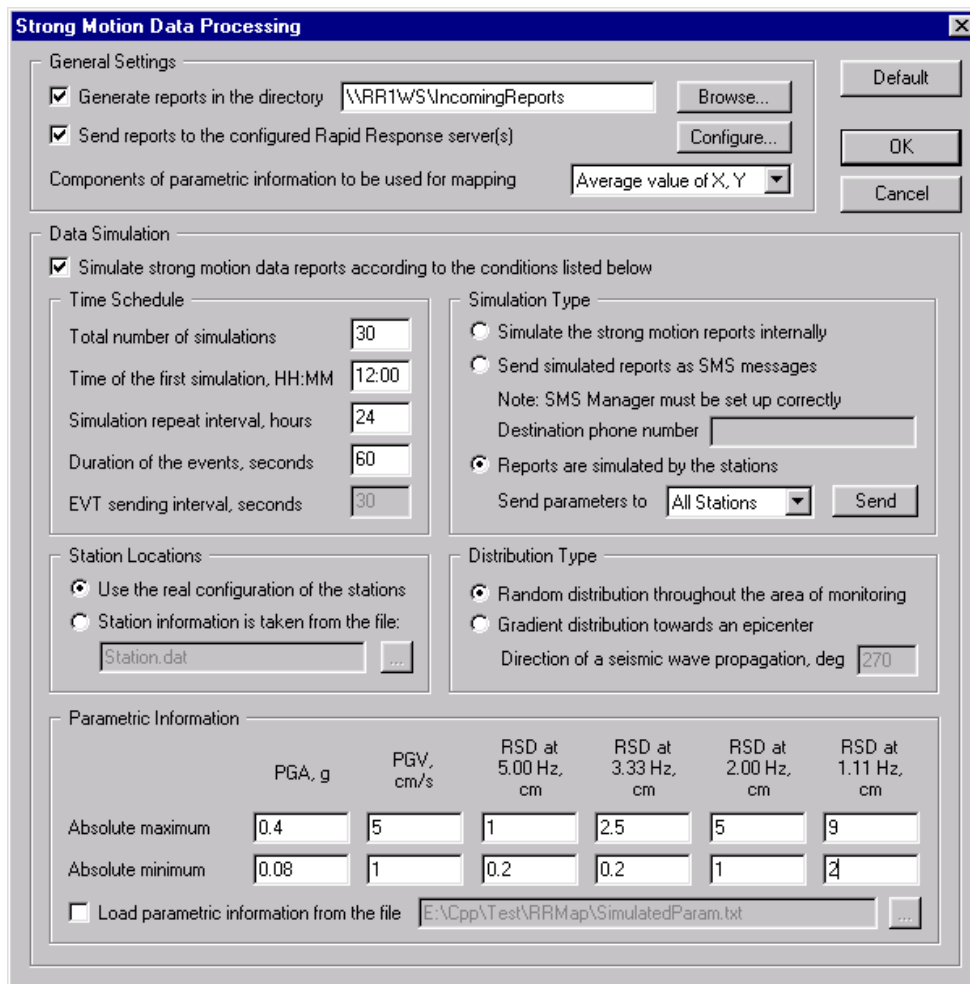 Strong Motion Data Processing
General Settings
Generate reports in the directory \\RR1WS\IncomingReports Browse...
Send reports to the configured Rapid Response server(s) Configure...
Components of parametric information to be used for mapping Average value of X, Y
Default
OK
Cancel
Data Simulation
Simulate strong motion data reports according to the conditions listed below
Time Schedule
Total number of simulations 30
Time of the first simulation, HH:MM 12:00
Simulation repeat interval, hours 24
Duration of the events, seconds 60
EVT sending interval, seconds 30
Simulation Type
Simulate the strong motion reports internally
Send simulated reports as SMS messages
Note: SMS Manager must be set up correctly
Destination phone number
Reports are simulated by the stations
Send parameters to All Stations Send
Station Locations
Use the real configuration of the stations
Station information is taken from the file:
Station.dat ...
Distribution Type
Random distribution throughout the area of monitoring
Gradient distribution towards an epicenter
Direction of a seismic wave propagation, deg 270
Parametric Information
PGA, g PGV, cm/s RSD at 5.00 Hz, cm RSD at 3.33 Hz, cm RSD at 2.00 Hz, cm RSD at 1.11 Hz, cm
Absolute maximum 0.4 5 1 2.5 5 9
Absolute minimum 0.08 1 0.2 0.2 1 2
Load parametric information from the file E:\Cpp\Test\RRMap\SimulatedParam.txt ...